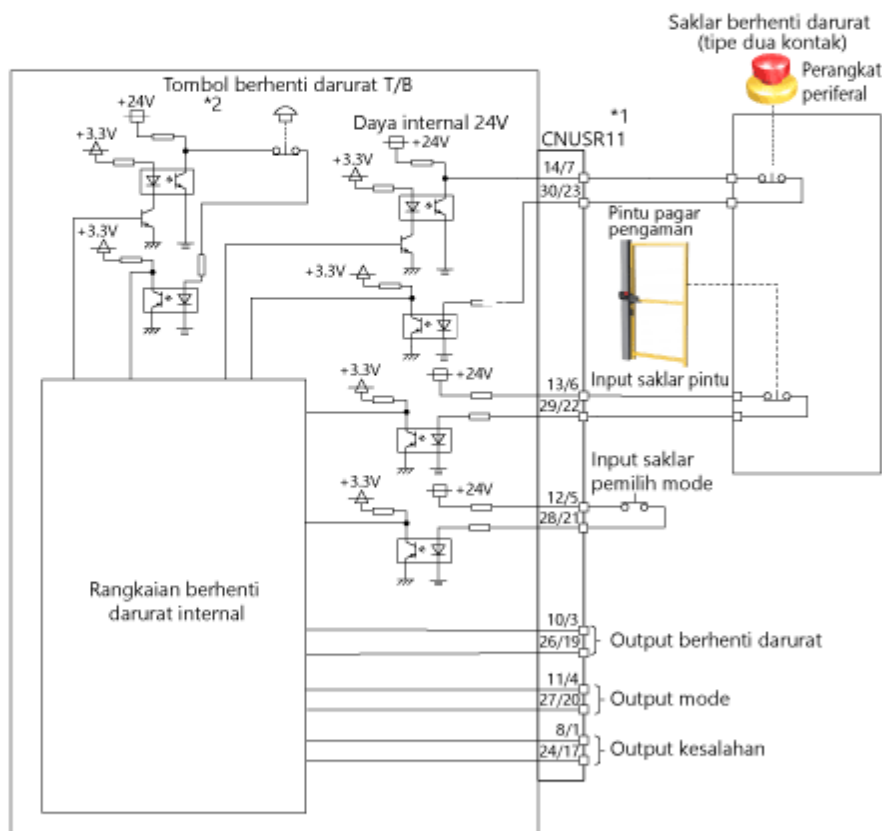 Saklar berhenti darurat
(tipe dua kontak)
Perangkat
periferal
Tombol berhenti darurat T/B
*2
+24V
+3.3V
+3.3V
Daya internal 24V
+24V
+3.3V
+3.3V
*1
CNUSR11
14/7
30/23
Pintu pagar
pengaman
Input saklar pintu
+3.3V
+24V
13/6
29/22
Input saklar
pemilih mode
+3.3V
+24V
12/5
28/21
Rangkaian berhenti
darurat internal
10/3
26/19
Output berhenti darurat
11/4
27/20
Output mode
8/1
24/17
Output kesalahan